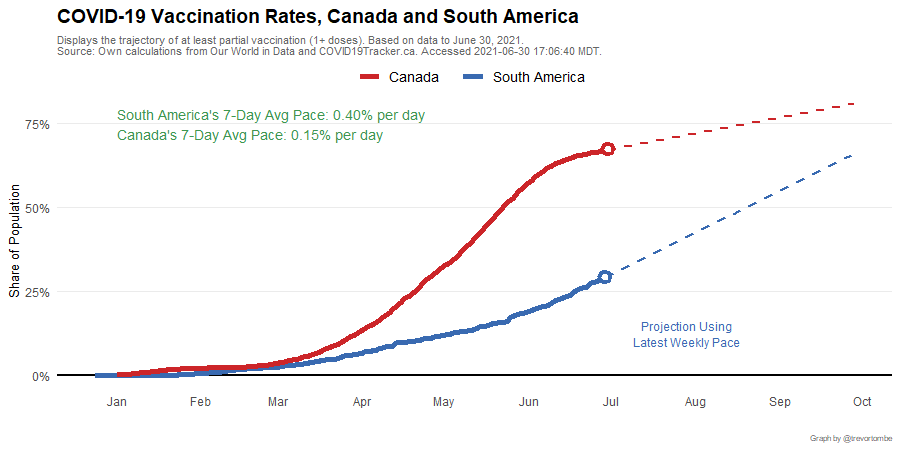 COVID-19 Vaccination Rates, Canada and South America
Displays the trajectory of at least partial vaccination (1+ doses). Based on data to June 30, 2021.
Source: Own calculations from Our World in Data and COVID19Tracker.ca. Accessed 2021-06-30 17:06:40 MDT.
Canada South America
South America's 7-Day Avg Pace: 0.40% per day
Canada's 7-Day Avg Pace: 0.15% per day
75%
50%
25%
0%
Share of Population
Projection Using
Latest Weekly Pace
Jan Feb Mar Apr May Jun Jul Aug Sep Oct
Graph by @trevortombe